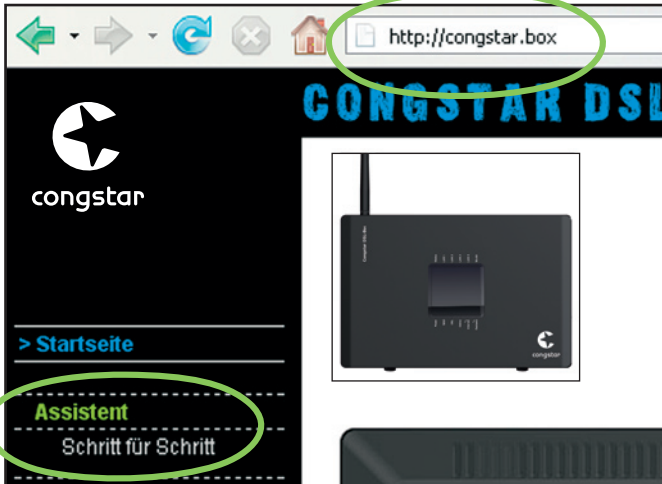 http://congstar.box
CONGSTAR DSL
congstar
congstar
> Startseite
Assistent
Schritt für Schritt